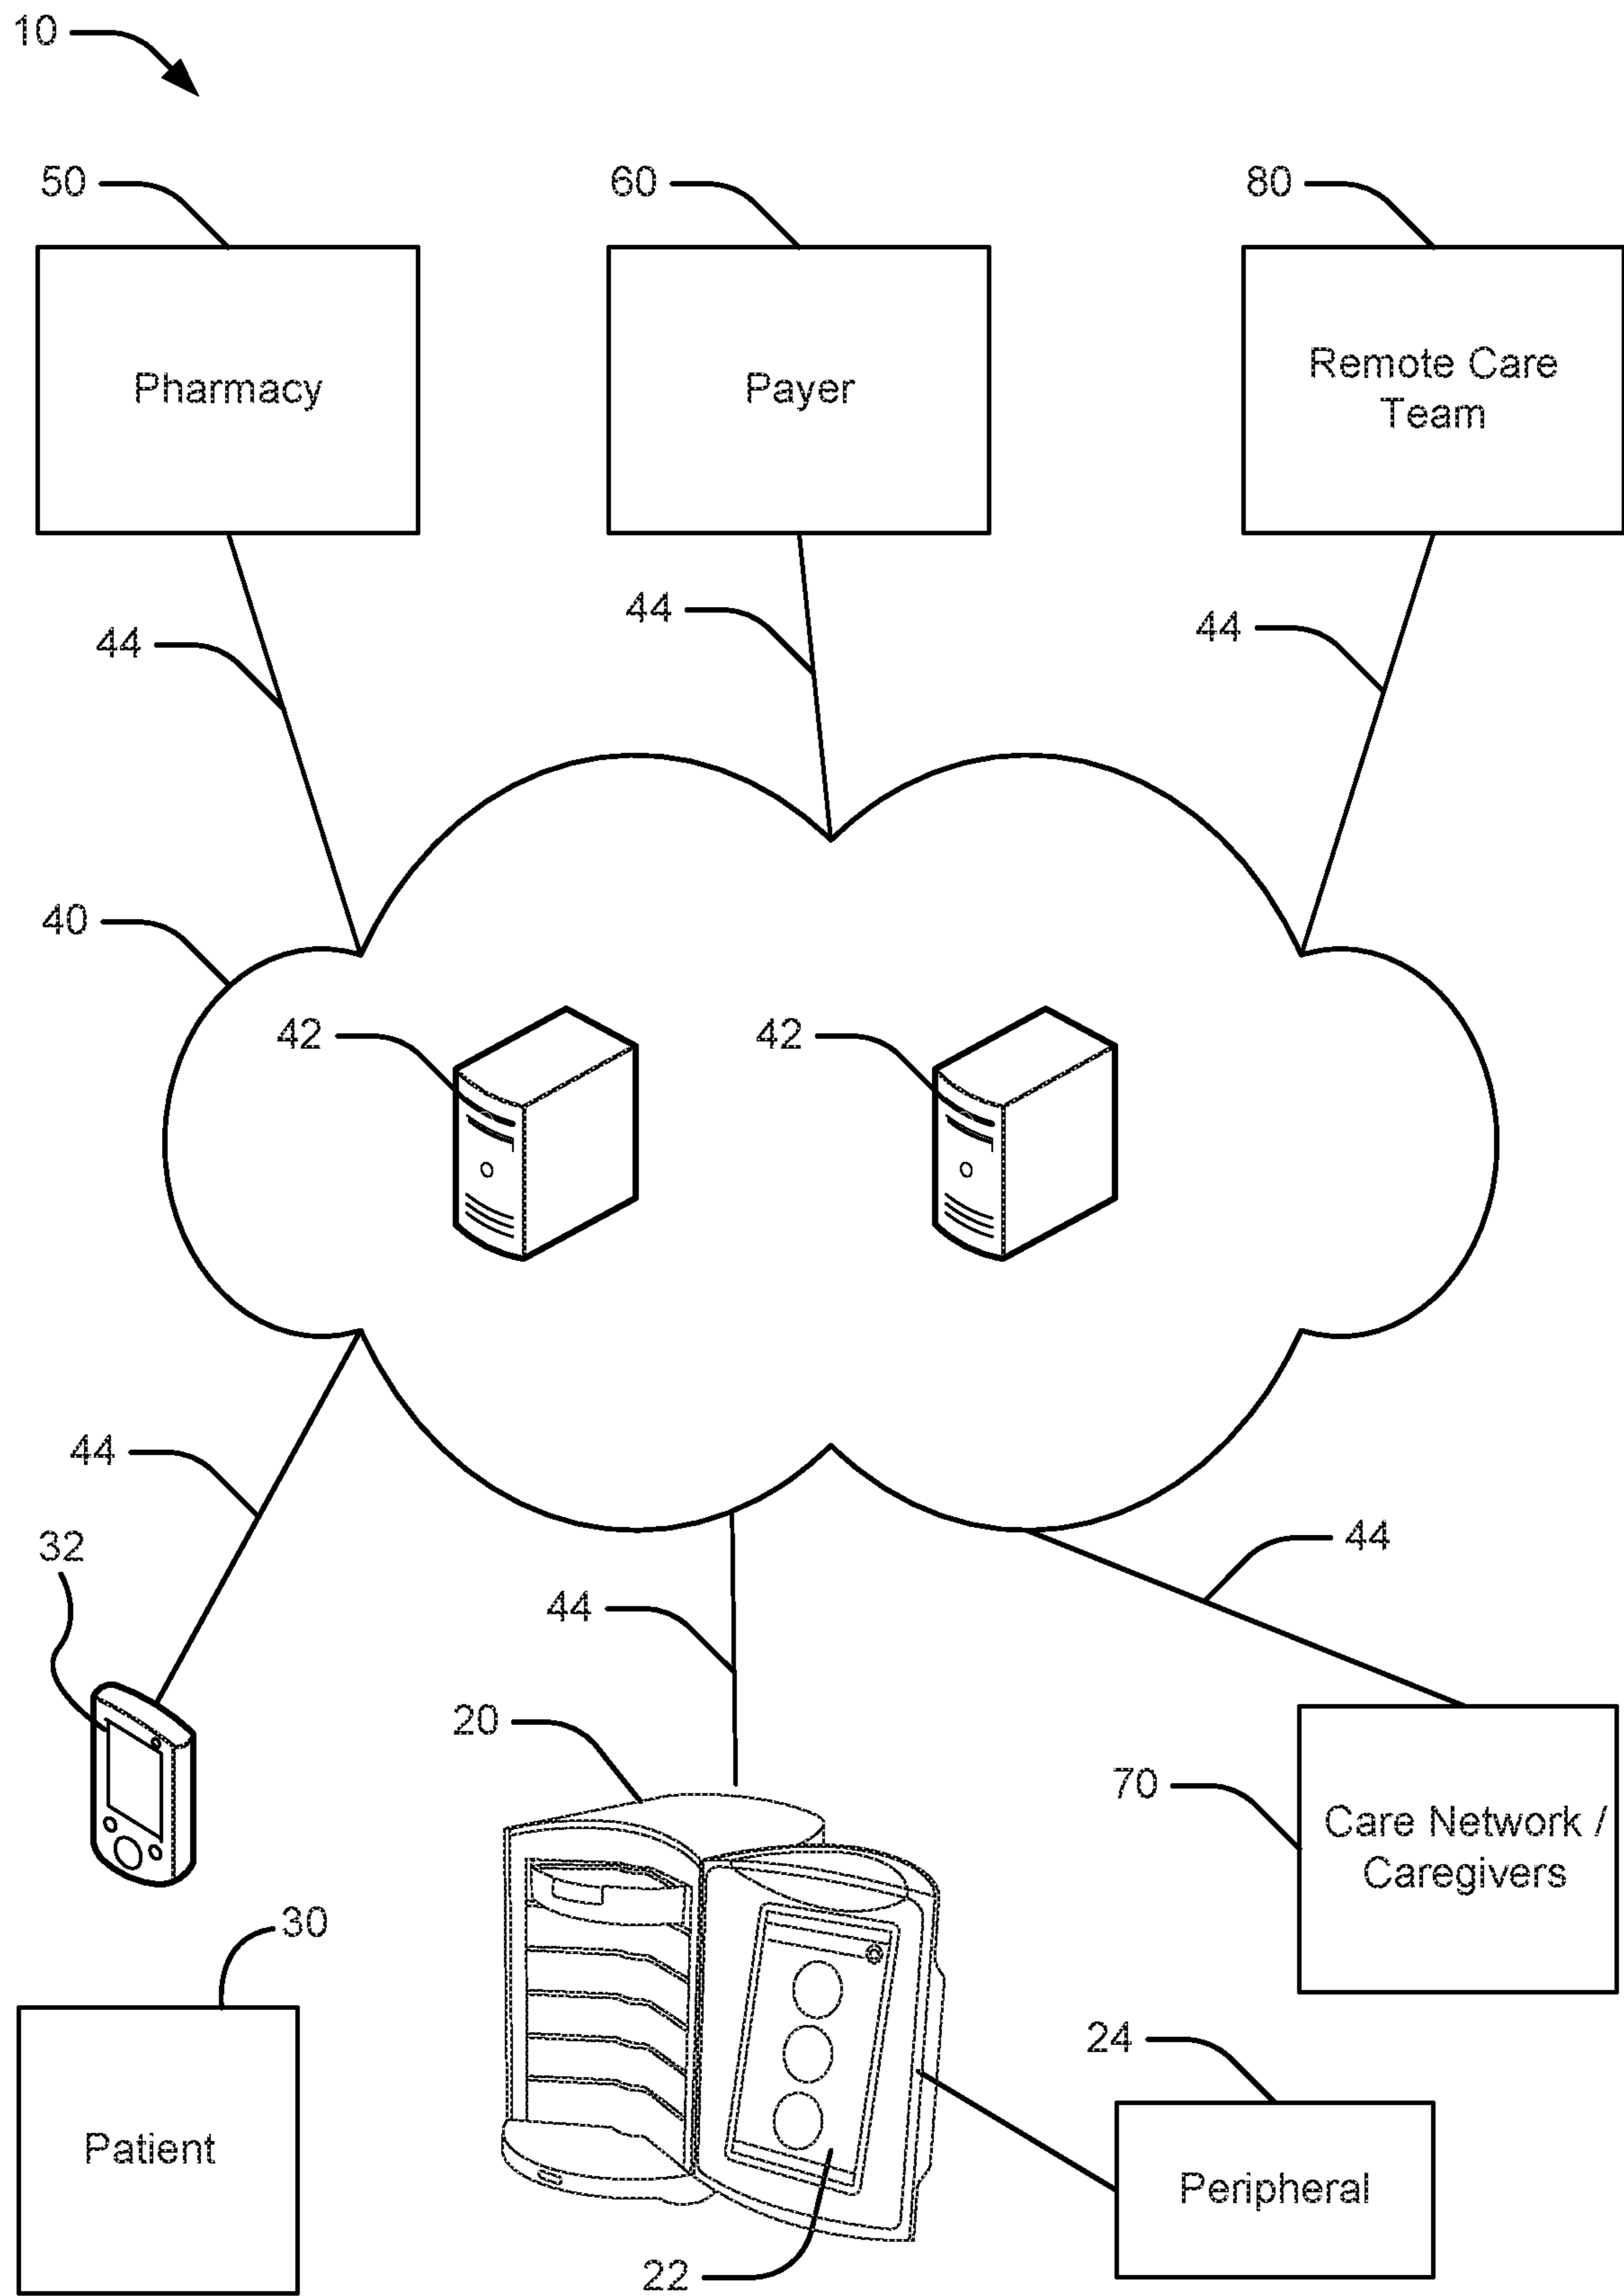 10
50
60
80
Pharmacy
Payer
Remote Care
Team
44
44
44
40
42
42
44
32
44
44
20
70
Care Network /
Caregivers
30
24
Patient
Peripheral
22